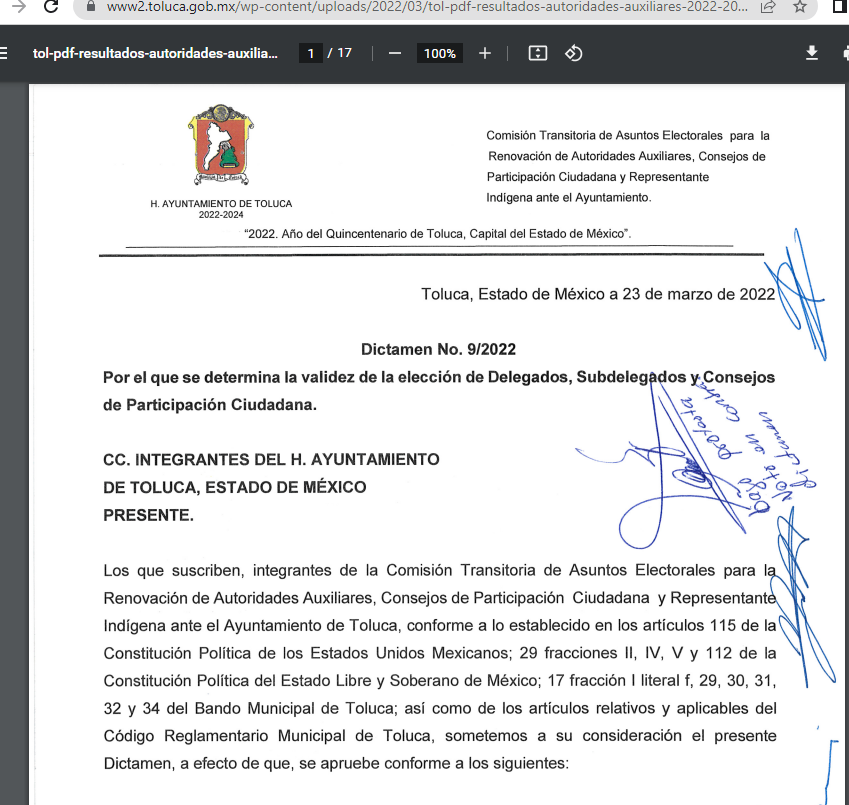 www2.toluca.gob.mx/wp-content/uploads/2022/03/tol-pdf-resultados-autoridades-auxiliares-2022-20...
tol-pdf-resultados-autoridades-auxilia...
1 / 17
100%
Comisión Transitoria de Asuntos Electorales para la
Renovación de Autoridades Auxiliares, Consejos de
Participación Ciudadana y Representante
Indígena ante el Ayuntamiento.
H. AYUNTAMIENTO DE TOLUCA
2022-2024
“2022. Año del Quincentenario de Toluca, Capital del Estado de México”.
Toluca, Estado de México a 23 de marzo de 2022
Dictamen No. 9/2022
Por el que se determina la validez de la elección de Delegados, Subdelegados y Consejos
de Participación Ciudadana.
CC. INTEGRANTES DEL H. AYUNTAMIENTO
DE TOLUCA, ESTADO DE MÉXICO
PRESENTE.
Bajo protesta
Voto en contra
dictamen
Los que suscriben, integrantes de la Comisión Transitoria de Asuntos Electorales para la
Renovación de Autoridades Auxiliares, Consejos de Participación Ciudadana y Representante
Indígena ante el Ayuntamiento de Toluca, conforme a lo establecido en los artículos 115 de la
Constitución Política de los Estados Unidos Mexicanos; 29 fracciones II, IV, V y 112 de la
Constitución Política del Estado Libre y Soberano de México; 17 fracción I literal f, 29, 30, 31,
32 y 34 del Bando Municipal de Toluca; así como de los artículos relativos y aplicables del
Código Reglamentario Municipal de Toluca, sometemos a su consideración el presente
Dictamen, a efecto de que, se apruebe conforme a los siguientes: